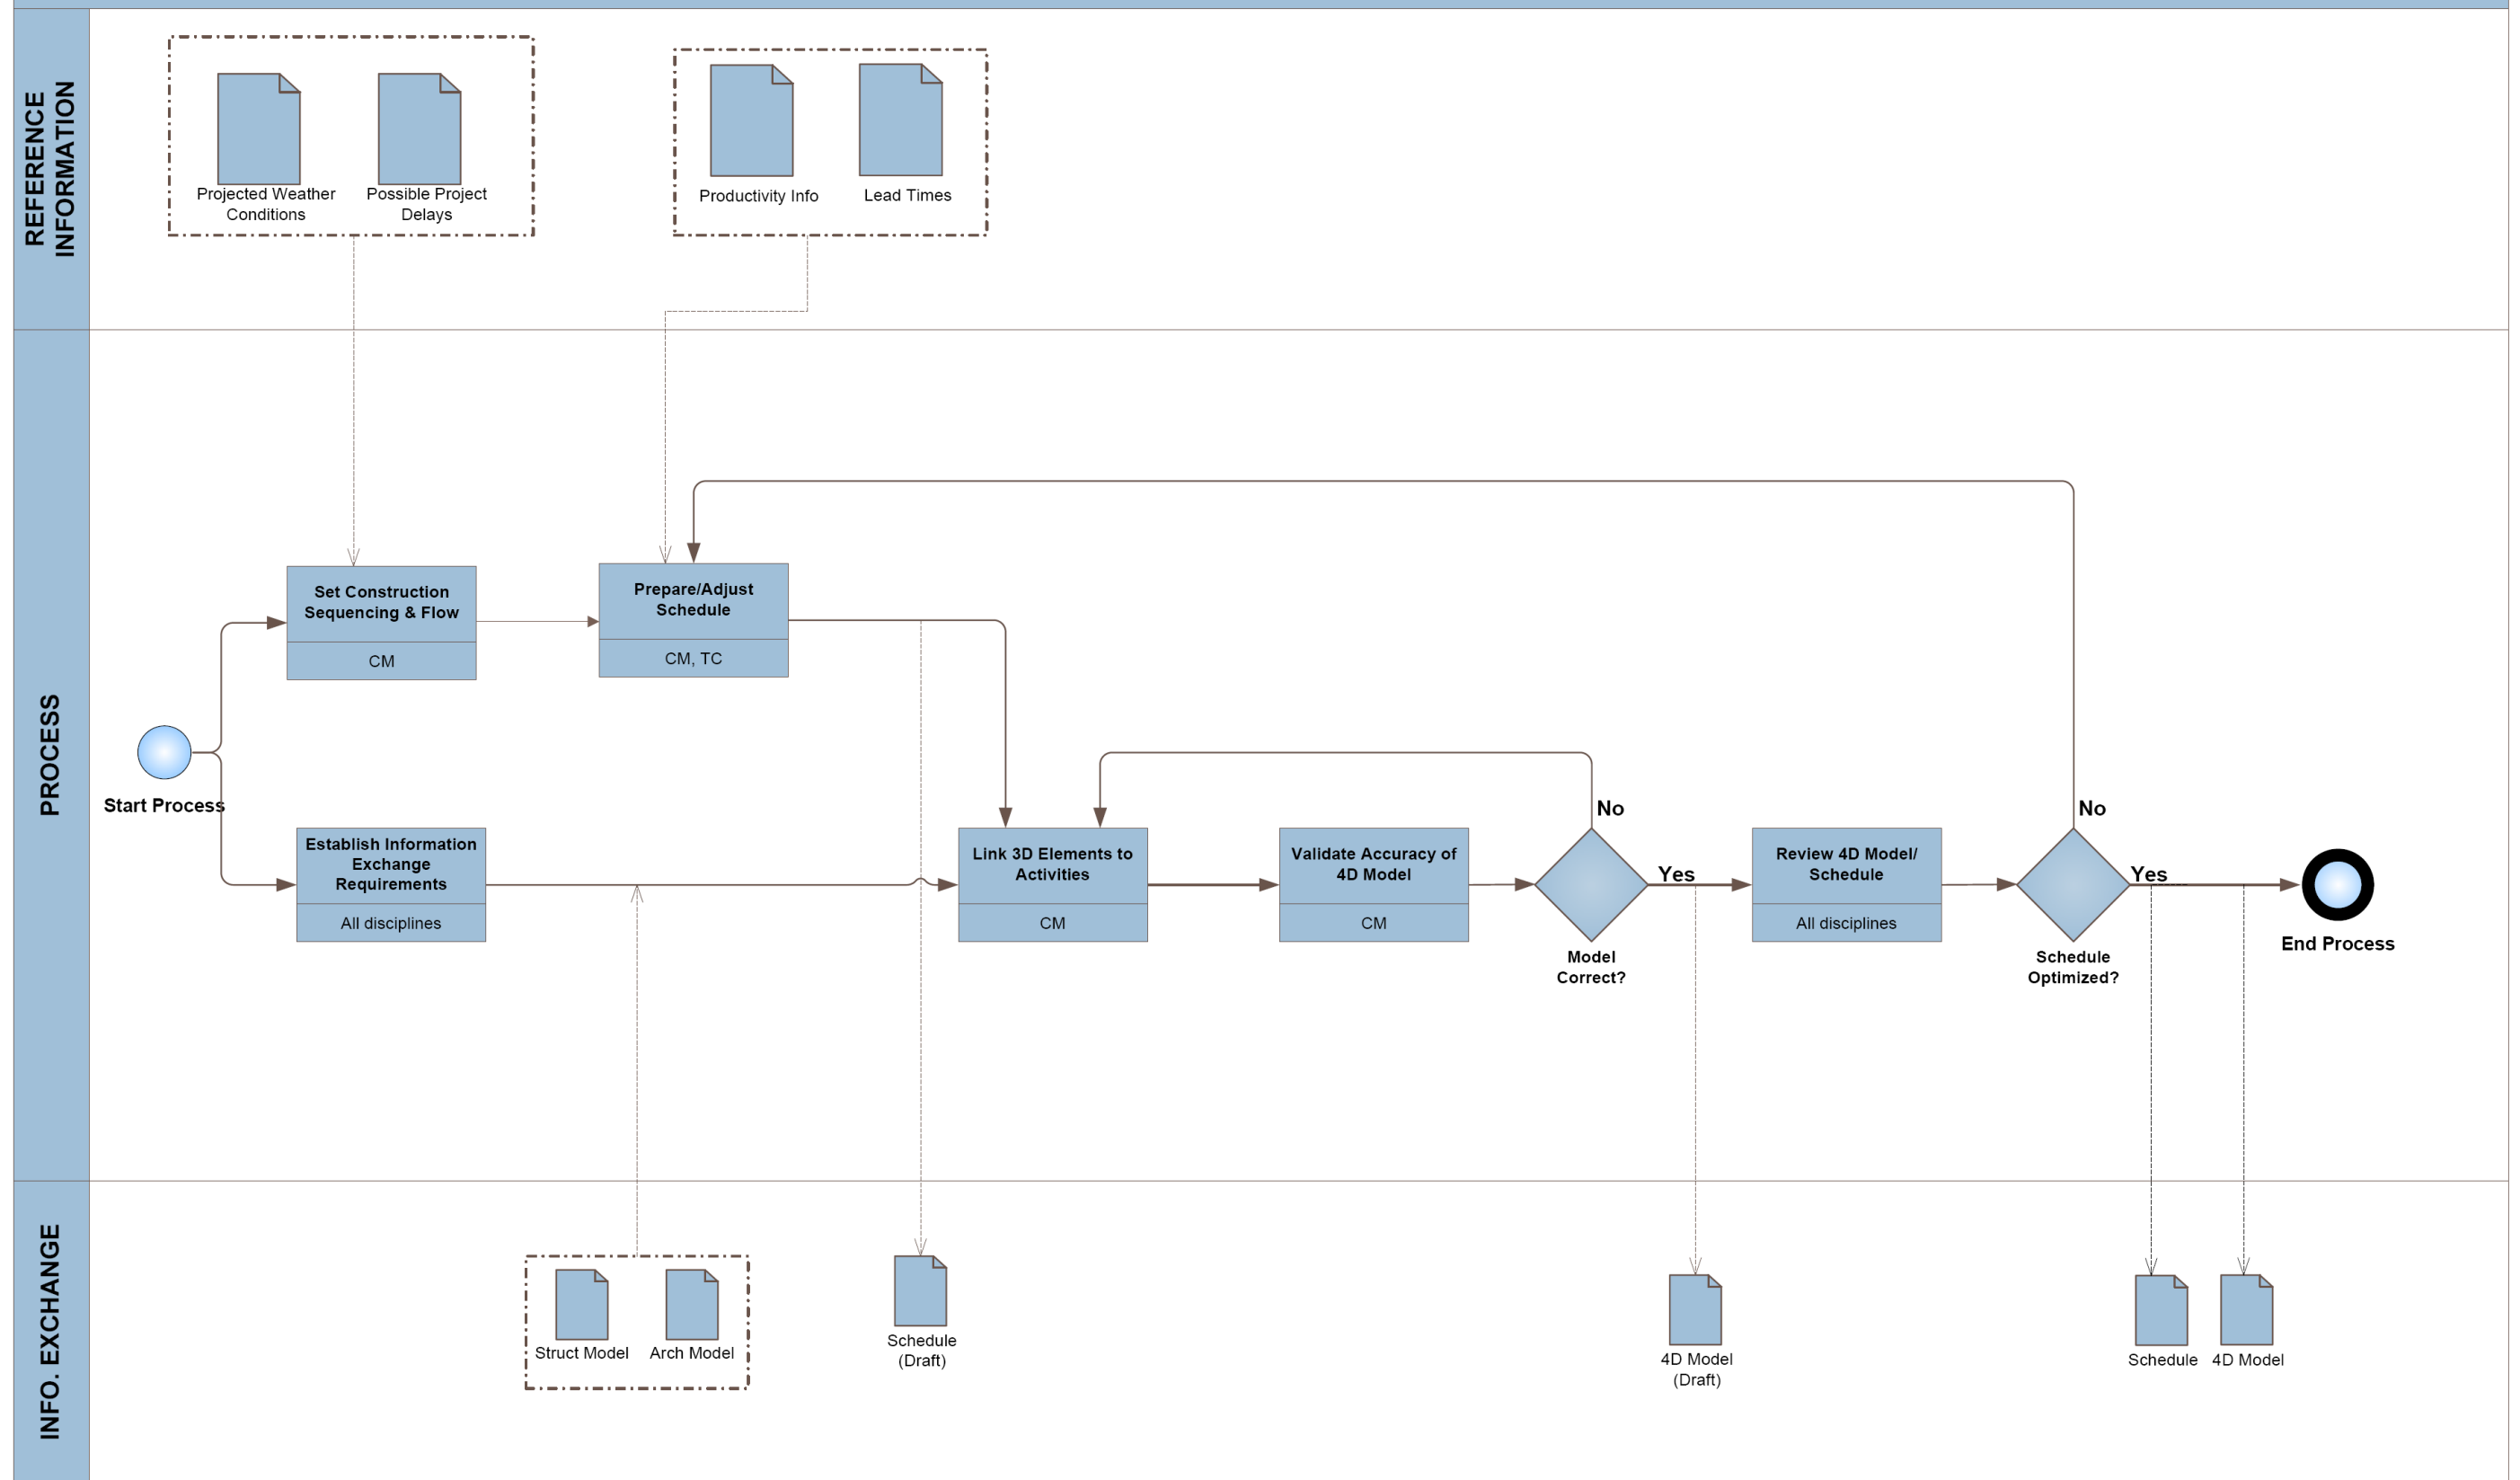 REFERENCE
INFORMATION
Projected Weather
Conditions
Possible Project
Delays
Productivity Info
Lead Times
PROCESS
Start Process
Set Construction
Sequencing & Flow
CM
Prepare/Adjust
Schedule
CM, TC
Establish Information
Exchange
Requirements
All disciplines
Link 3D Elements to
Activities
CM
Validate Accuracy of
4D Model
CM
No
Yes
Model
Correct?
Review 4D Model/
Schedule
All disciplines
No
Yes
Schedule
Optimized?
End Process
INFO. EXCHANGE
Struct Model
Arch Model
Schedule
(Draft)
4D Model
(Draft)
Schedule
4D Model